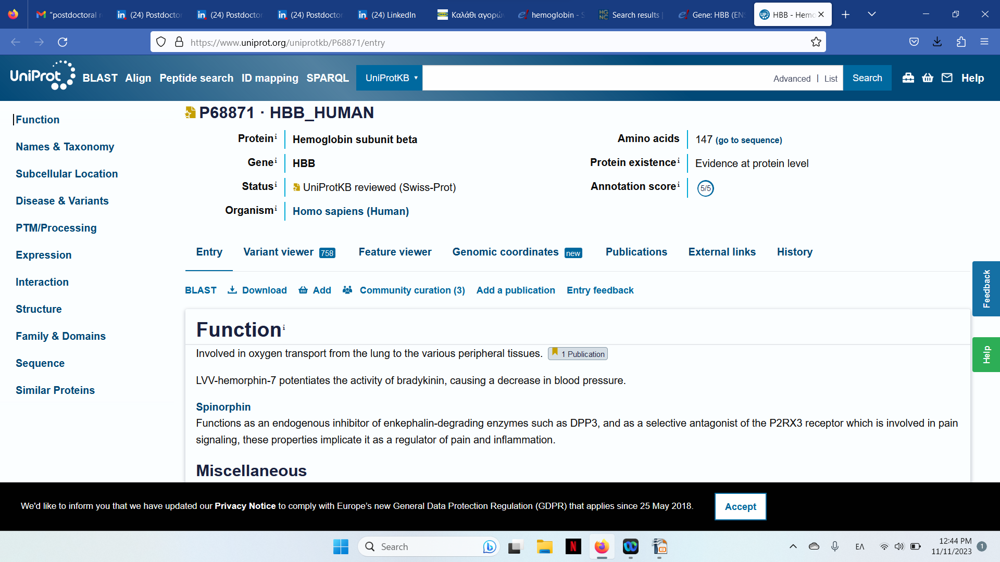 “postdoctoral
(24) Postdoctor
(24) Postdoctor
(24) Postdoctor
(24) LinkedIn
Καλάθι αγορώ
hemoglobin - S
Search results |
Gene: HBB (EN
HBB - Hemo
https://www.uniprot.org/uniprotkb/P68871/entry
UniProt
BLAST Align Peptide search ID mapping SPARQL
UniProtKB
Advanced | List
Search
Help
Function
Names & Taxonomy
Subcellular Location
Disease & Variants
PTM/Processing
Expression
Interaction
Structure
Family & Domains
Sequence
Similar Proteins
P68871 · HBB_HUMAN
Protein i Hemoglobin subunit beta
Gene i HBB
Status i UniProtKB reviewed (Swiss-Prot)
Organism i Homo sapiens (Human)
Amino acids 147 (go to sequence)
Protein existence i Evidence at protein level
Annotation score i 5/5
Entry Variant viewer 758 Feature viewer Genomic coordinates new Publications External links History
BLAST Download Add Community curation (3) Add a publication Entry feedback
Function i
Involved in oxygen transport from the lung to the various peripheral tissues. 1 Publication
LVV-hemorphin-7 potentiates the activity of bradykinin, causing a decrease in blood pressure.
Spinorphin
Functions as an endogenous inhibitor of enkephalin-degrading enzymes such as DPP3, and as a selective antagonist of the P2RX3 receptor which is involved in pain
signaling, these properties implicate it as a regulator of pain and inflammation.
Miscellaneous
Feedback
Help
We'd like to inform you that we have updated our Privacy Notice to comply with Europe’s new General Data Protection Regulation (GDPR) that applies since 25 May 2018.
Accept
Search
ΕΛ
12:44 PM
11/11/2023
1